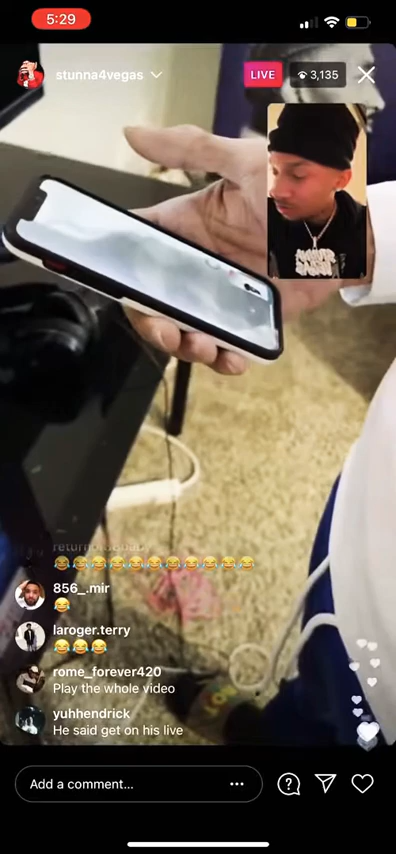 5:29
stunna4vegas
LIVE
3,135
😂😂😂😂😂😂😂😂😂😂😂
856_.mir
😂
laroger.terry
😂😂😂
rome_forever420
Play the whole video
yuhhendrick
He said get on his live
Add a comment...